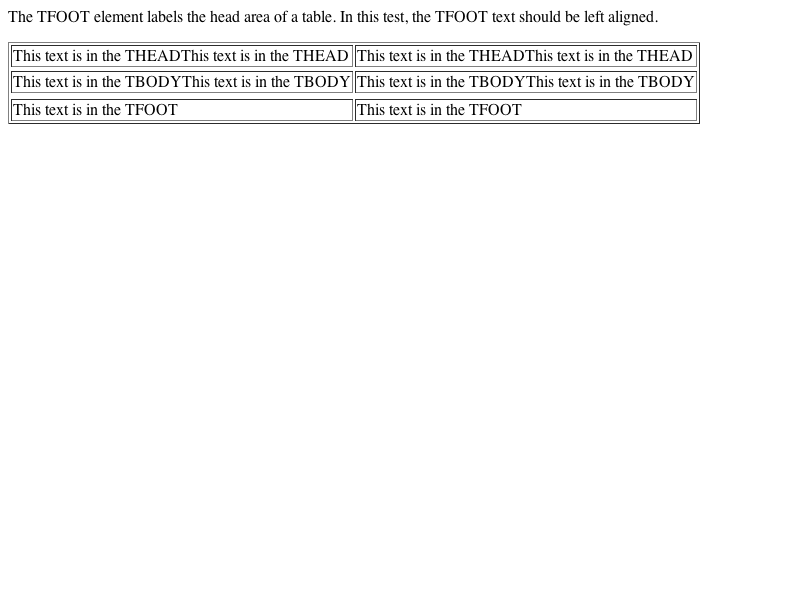 The TFOOT element labels the head area of a table. In this test, the TFOOT text should be left aligned.
This text is in the THEADThis text is in the THEAD This text is in the THEADThis text is in the THEAD
This text is in the TBODYThis text is in the TBODY This text is in the TBODYThis text is in the TBODY
This text is in the TFOOT This text is in the TFOOT